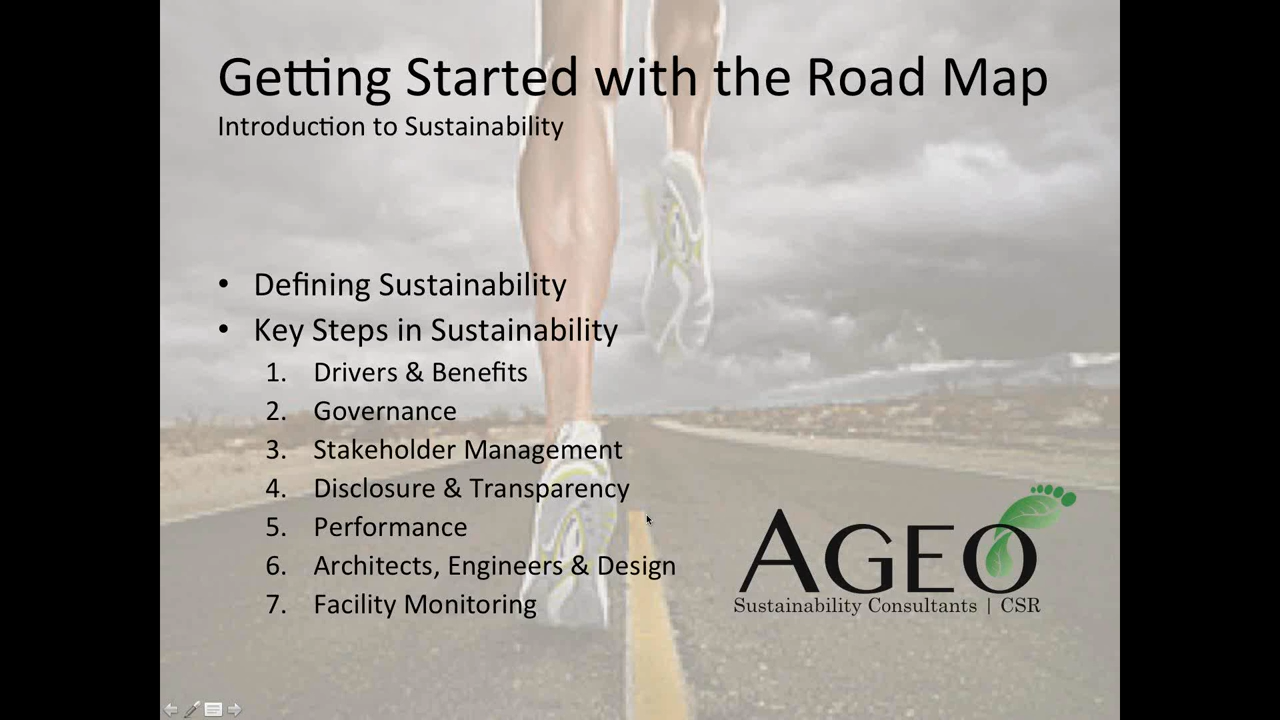 Getting Started with the Road Map
Introduction to Sustainability
• Defining Sustainability
• Key Steps in Sustainability
1. Drivers & Benefits
2. Governance
3. Stakeholder Management
4. Disclosure & Transparency
5. Performance
6. Architects, Engineers & Design
7. Facility Monitoring
AGEO
Sustainability Consultants | CSR